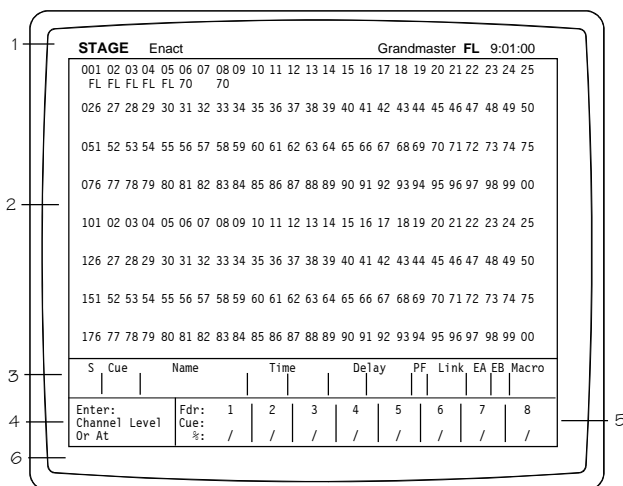 1
STAGE Enact Grandmaster FL 9:01:00
001 02 03 04 05 06 07 08 09 10 11 12 13 14 15 16 17 18 19 20 21 22 23 24 25
FL FL FL FL FL 70 70
026 27 28 29 30 31 32 33 34 35 36 37 38 39 40 41 42 43 44 45 46 47 48 49 50
051 52 53 54 55 56 57 58 59 60 61 62 63 64 65 66 67 68 69 70 71 72 73 74 75
076 77 78 79 80 81 82 83 84 85 86 87 88 89 90 91 92 93 94 95 96 97 98 99 00
2
101 02 03 04 05 06 07 08 09 10 11 12 13 14 15 16 17 18 19 20 21 22 23 24 25
126 27 28 29 30 31 32 33 34 35 36 37 38 39 40 41 42 43 44 45 46 47 48 49 50
151 52 53 54 55 56 57 58 59 60 61 62 63 64 65 66 67 68 69 70 71 72 73 74 75
176 77 78 79 80 81 82 83 84 85 86 87 88 89 90 91 92 93 94 95 96 97 98 99 00
3
S Cue Name Time Delay PF Link EA EB Macro
Enter: Fdr: 1 2 3 4 5 6 7 8
4
Channel Level Cue:
5
Or At %: / / / / / / / /
6